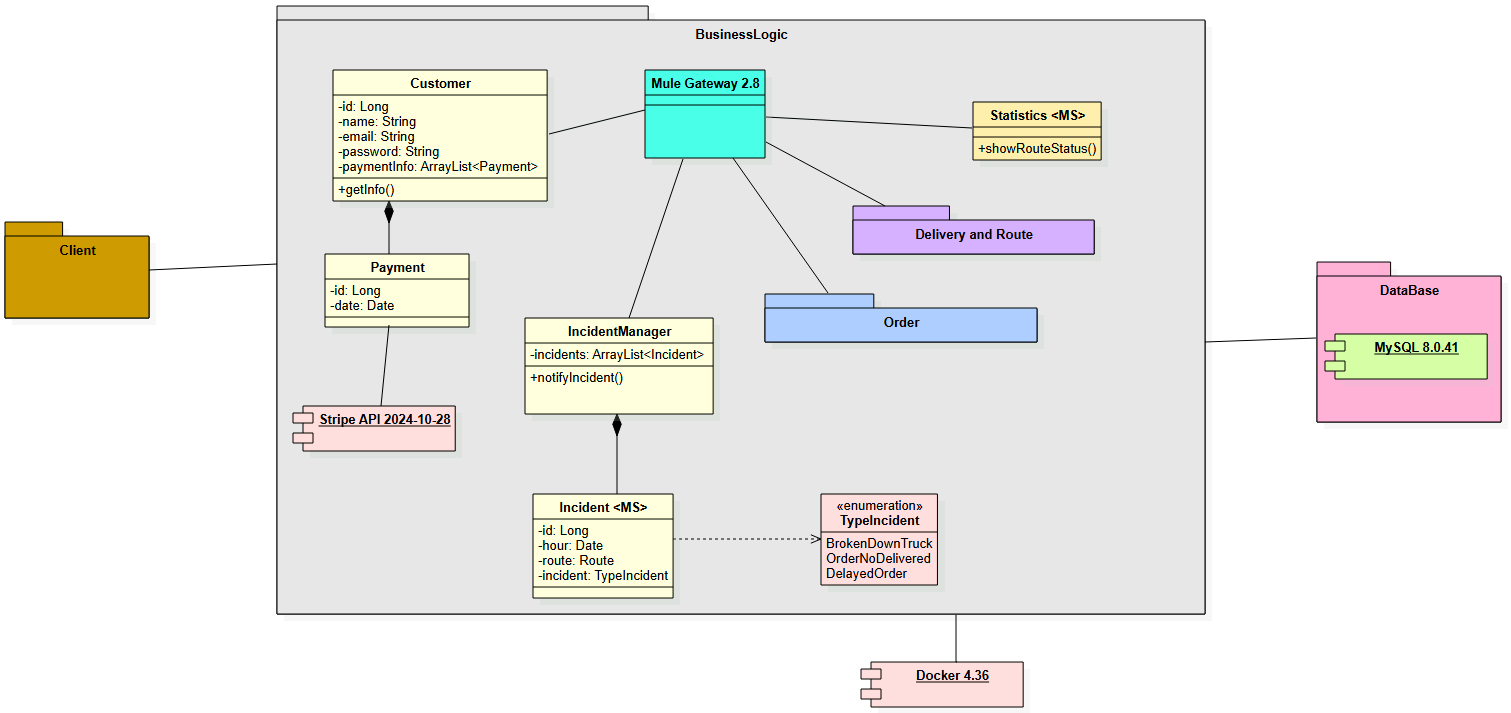 BusinessLogic
Customer
-id: Long
-name: String
-email: String
-password: String
-paymentInfo: ArrayList<Payment>
+getInfo()
Mule Gateway 2.8
Statistics <MS>
+showRouteStatus()
Client
Delivery and Route
Payment
-id: Long
-date: Date
Order
DataBase
MySQL 8.0.41
IncidentManager
-incidents: ArrayList<Incident>
+notifyIncident()
Stripe API 2024-10-28
Incident <MS>
-id: Long
-hour: Date
-route: Route
-incident: TypeIncident
«enumeration»
TypeIncident
BrokenDownTruck
OrderNoDelivered
DelayedOrder
Docker 4.36